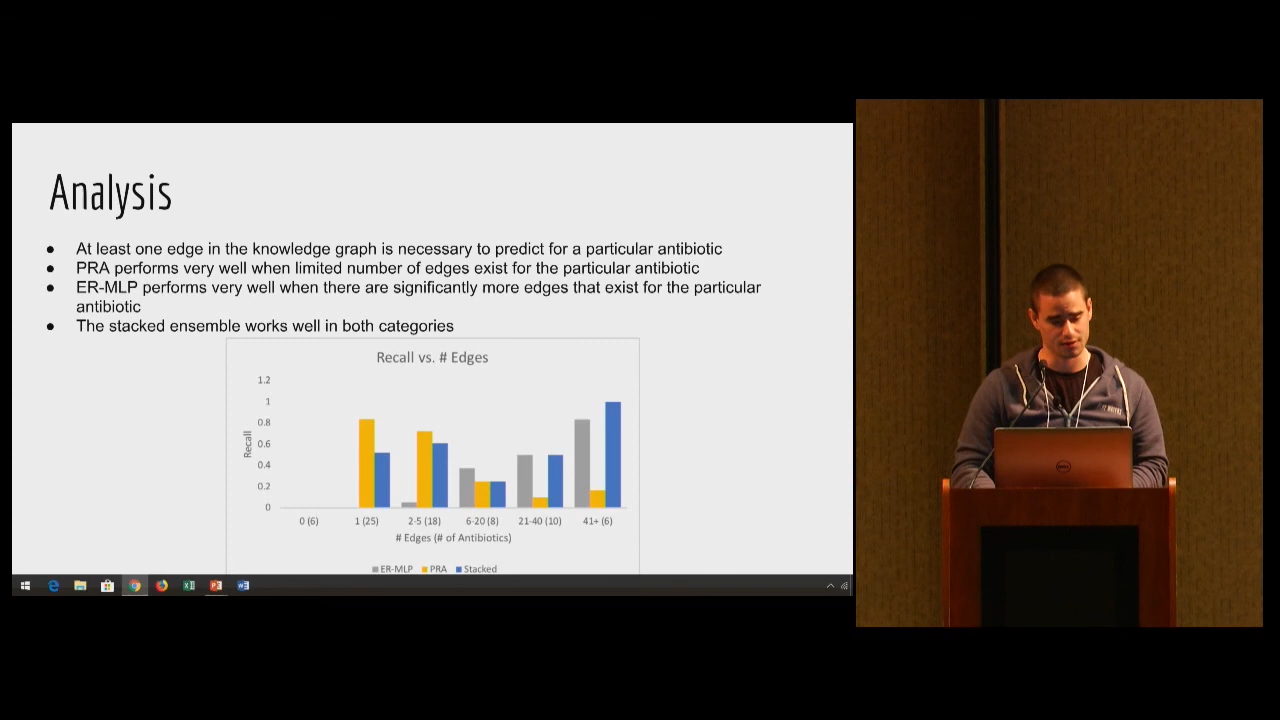 Analysis
● At least one edge in the knowledge graph is necessary to predict for a particular antibiotic
● PRA performs very well when limited number of edges exist for the particular antibiotic
● ER-MLP performs very well when there are significantly more edges that exist for the particular
antibiotic
● The stacked ensemble works well in both categories
Recall vs. # Edges
1.2
1
0.8
0.6
0.4
0.2
0
Recall
0 (6) 1 (25) 2-5 (18) 6-20 (8) 21-40 (10) 41+ (6)
# Edges (# of Antibiotics)
ER-MLP PRA Stacked
DELL